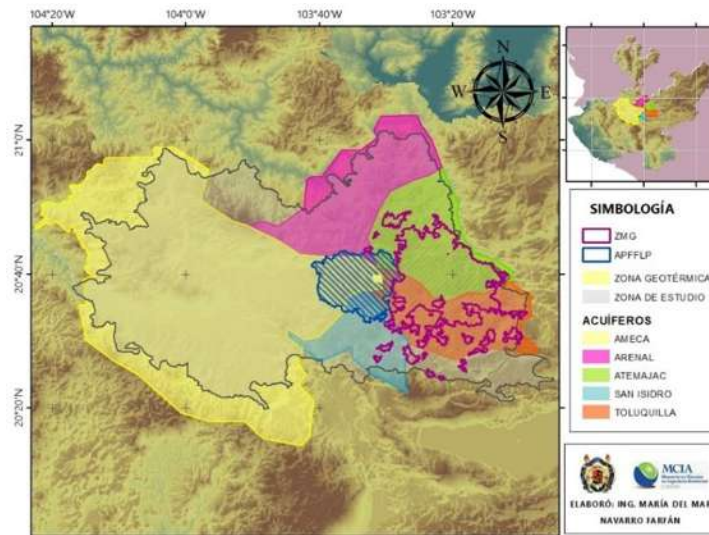 104°20'W
104°0'W
103°40'W
103°20'W
21°0'N
20°40'N
20°20'N
N
W
E
S
SIMBOLOGÍA
ZMG
APFFLP
ZONA GEOTÉRMICA
ZONA DE ESTUDIO
ACUÍFEROS
AMECA
ARENAL
ATEMAJAC
SAN ISIDRO
TOLUQUILLA
MCIA
ELABORÓ: ING. MARÍA DEL MAR
NAVARRO FARFÁN